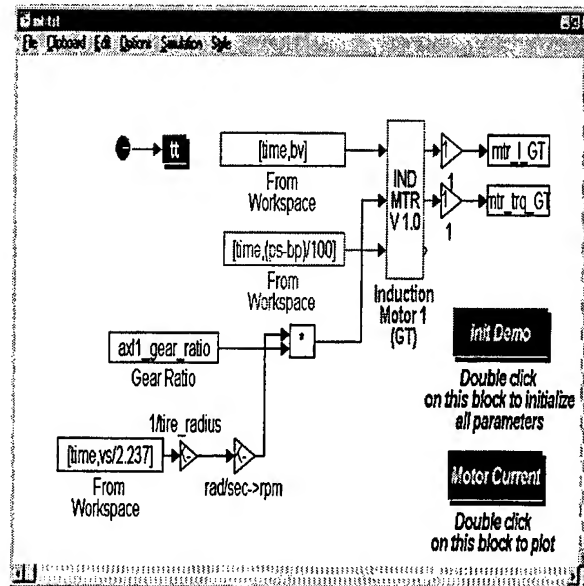 File Clipboard Edit Options Simulation Style
tt
[time,bv]
From
Workspace
IND
MTR
V 1.0
1
1
mtr_I_GT
1
1
mtr_trq_GT
[time,(ps-bp)/100]
From
Workspace
Induction
Motor 1
(GT)
axl1_gear_ratio
Gear Ratio
*
Init Demo
Double click
on this block to initialize
all parameters
1/tire_radius
[time,vs/2.237]
From
Workspace
rad/sec->rpm
Motor Current
Double click
on this block to plot